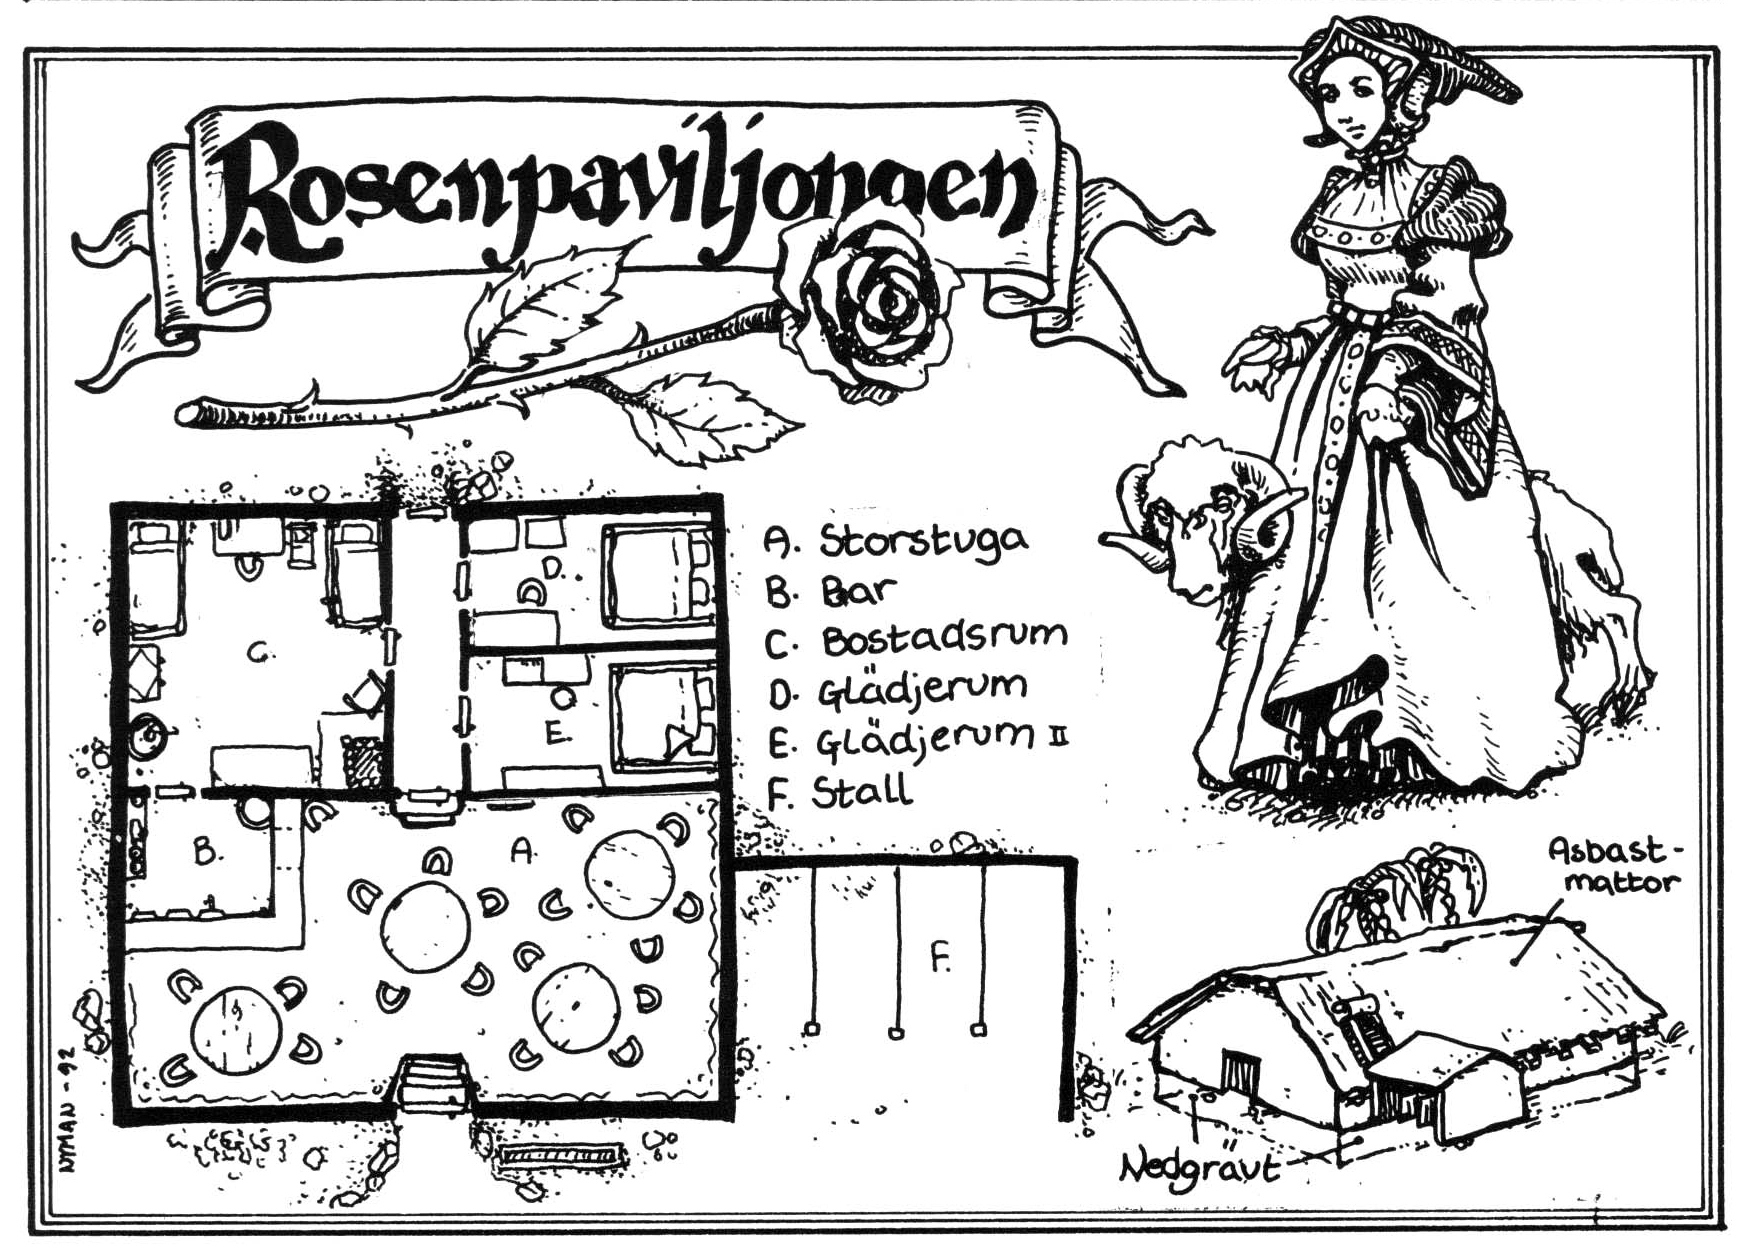 Rosenpaviljongen
A. Storstuga
B. Bar
C. Bostadsrum
D. Glädjerum
E. Glädjerum II
F. Stall
D.
C.
E.
B.
A.
F.
Asbast-
mattor
Nedgrävt
NYMAN-92